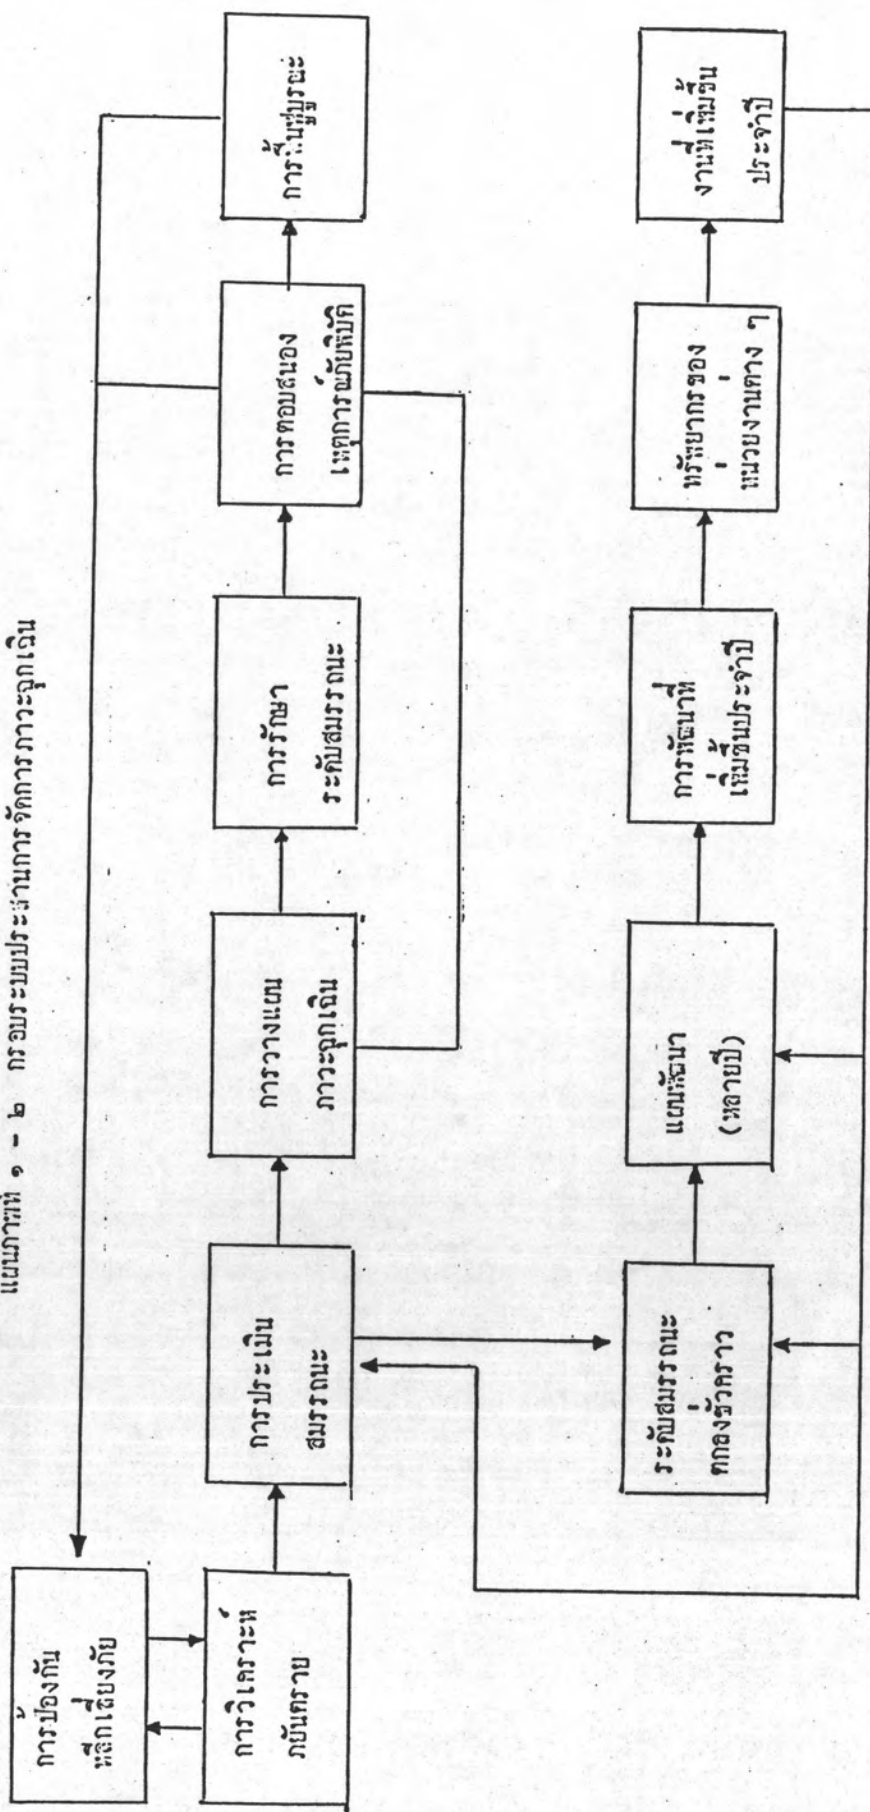 แผนภาพที่ ๑ - ๒ กรอบระบบประสานการจัดการภาวะฉุกเฉิน
การป้องกัน
หลีกเลี่ยงภัย
การวิเคราะห์
ภยันตราย
การประเมิน
สมรรถนะ
การวางแผน
ภาวะฉุกเฉิน
การรักษา
ระดับสมรรถนะ
การตอบสนอง
เหตุการณ์ภัยพิบัติ
การฟื้นฟูบูรณะ
ระดับสมรรถนะ
ตกลงชั่วคราว
แผนพัฒนา
(หลายปี)
การพัฒนาที่
เพิ่มขึ้นประจำปี
ทรัพยากรของ
หน่วยงานต่าง ๆ
งานที่เพิ่มขึ้น
ประจำปี